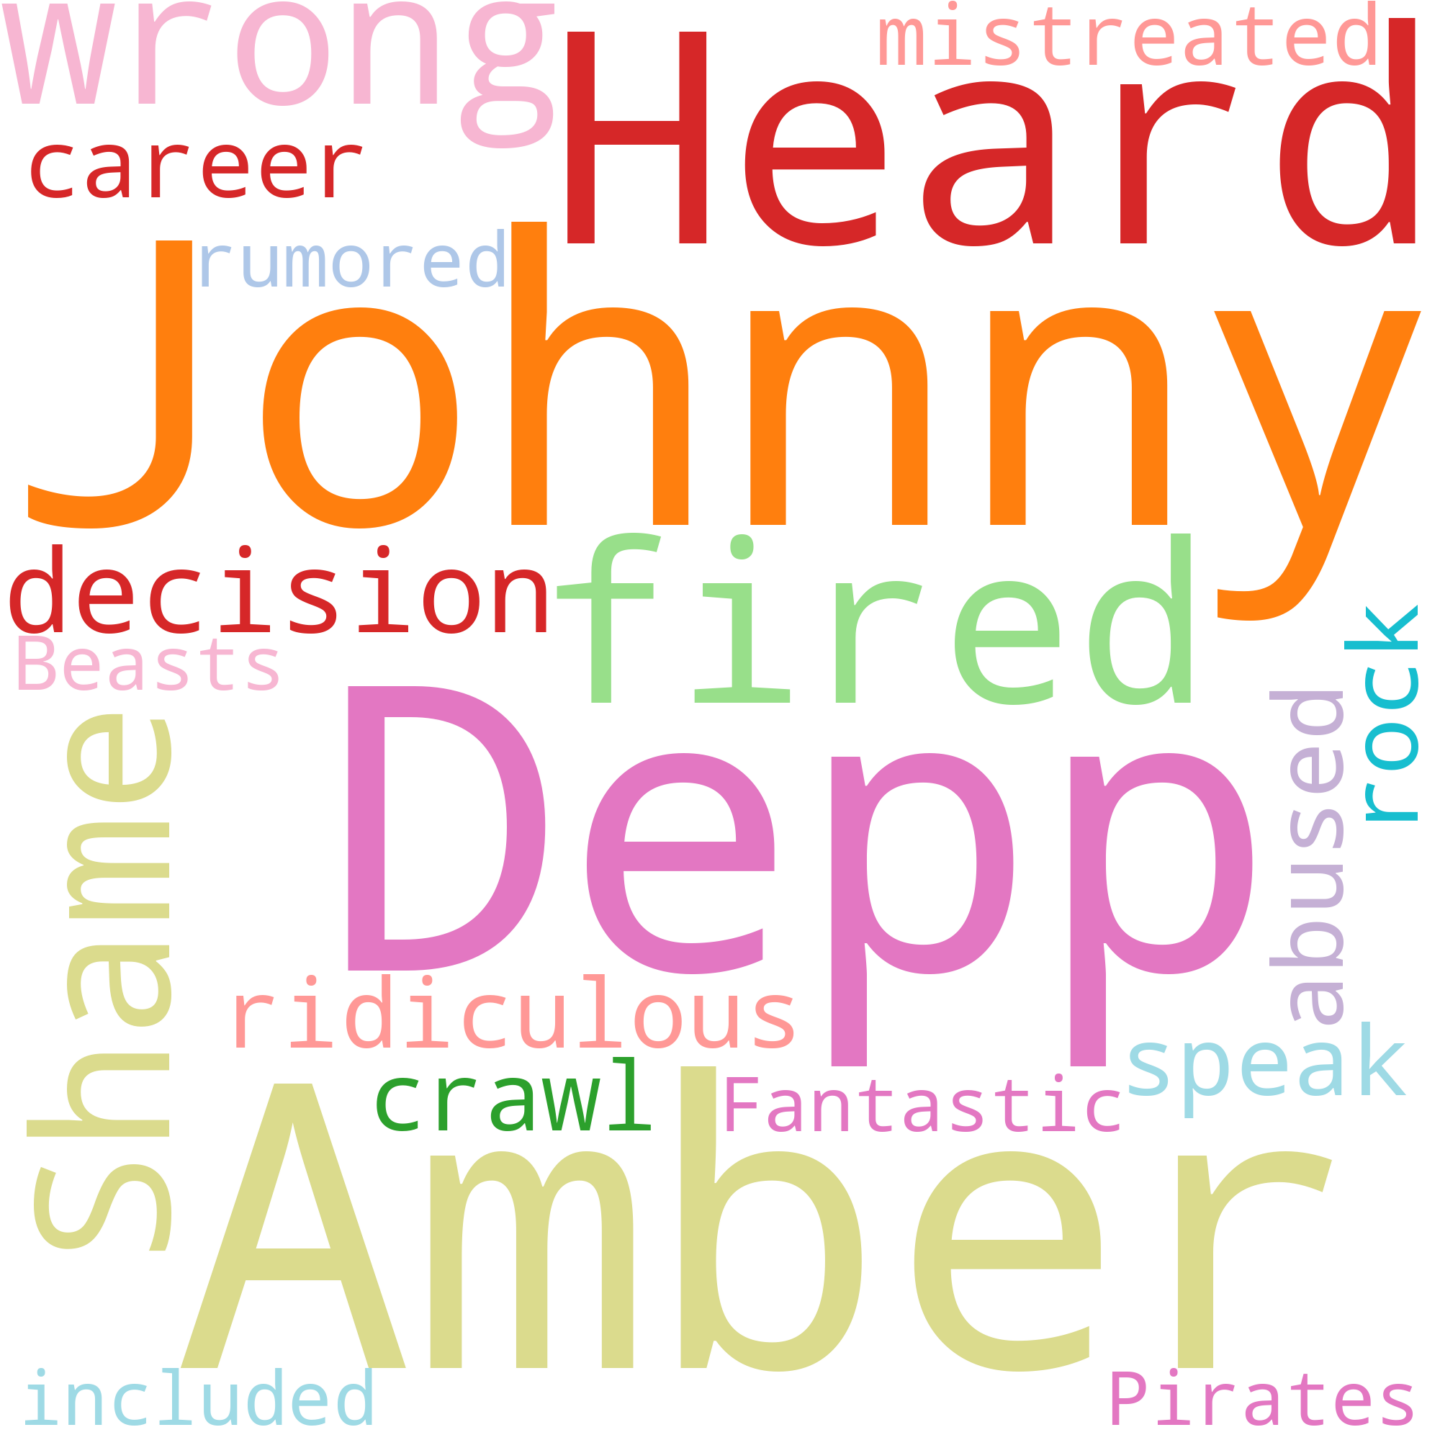 wrong
mistreated
Heard
career
rumored
Johnny
decision
fired
Beasts
rock
Depp
abused
shame
ridiculous
speak
crawl
Fantastic
Amber
included
Pirates